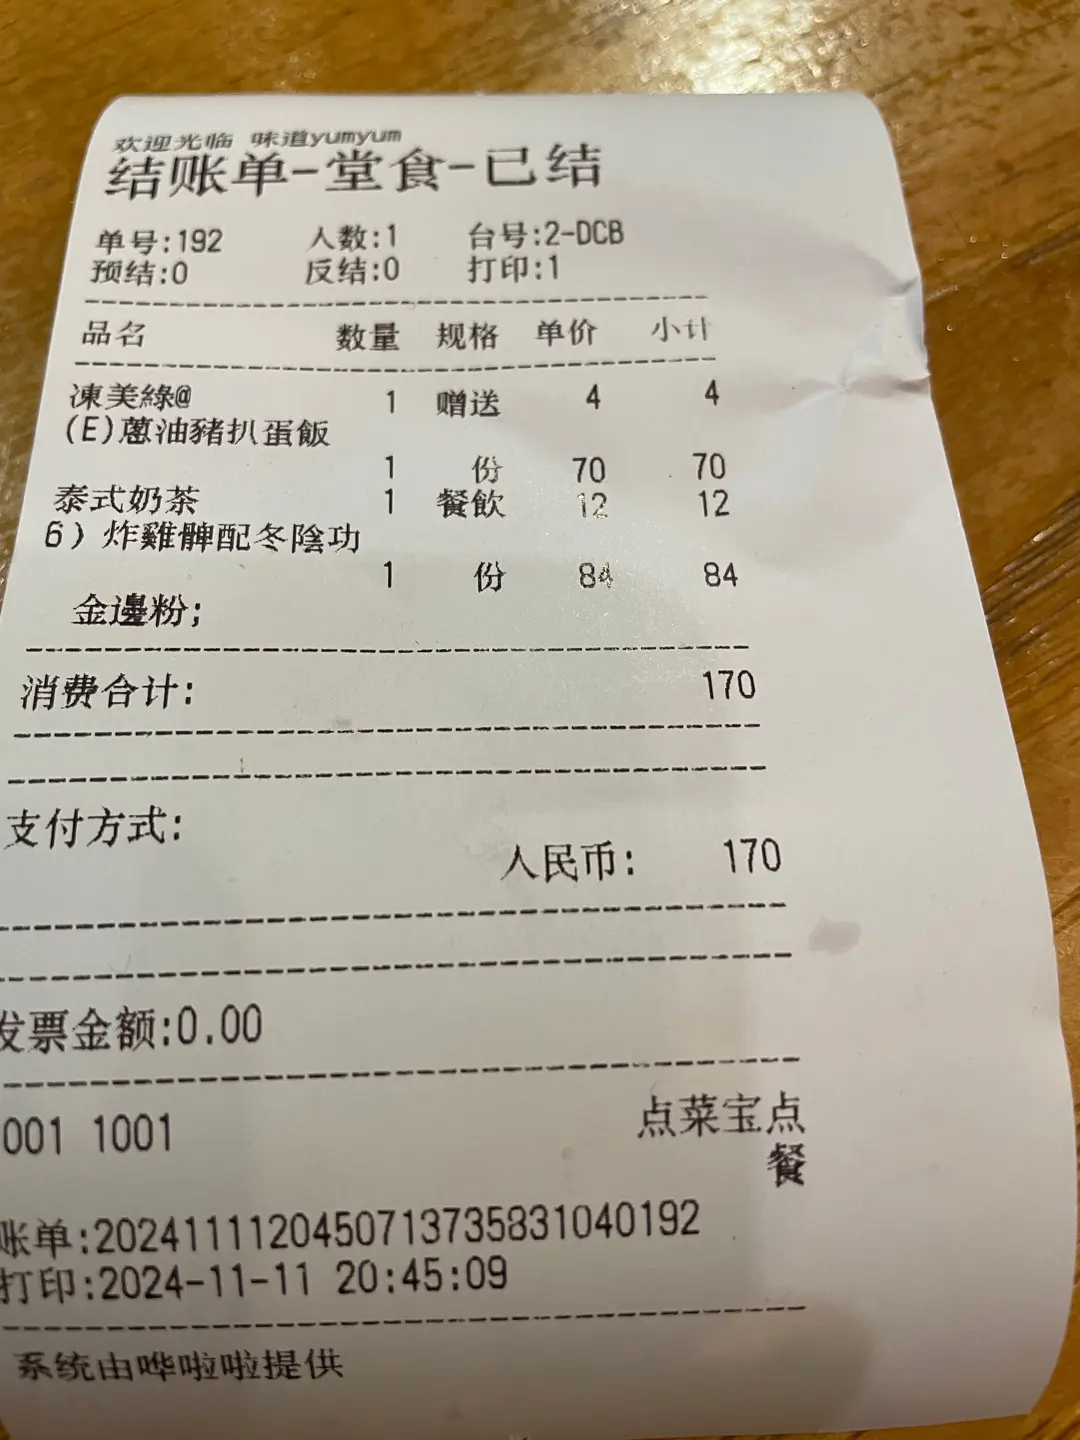 欢迎光临 味道yumyum
结账单-堂食-已结
单号:192 人数:1 台号:2-DCB
预结:0 反结:0 打印:1
品名 数量 规格 单价 小计
凍美綠@ 1 赠送 4 4
(E)蔥油豬扒蛋飯
1 份 70 70
泰式奶茶 1 餐飲 12 12
6）炸雞髀配冬陰功
1 份 84 84
金邊粉;
消费合计: 170
支付方式:
人民币: 170
发票金额:0.00
001 1001 点菜宝点
餐
账单:2024111120450713735831040192
打印:2024-11-11 20:45:09
系统由哗啦啦提供